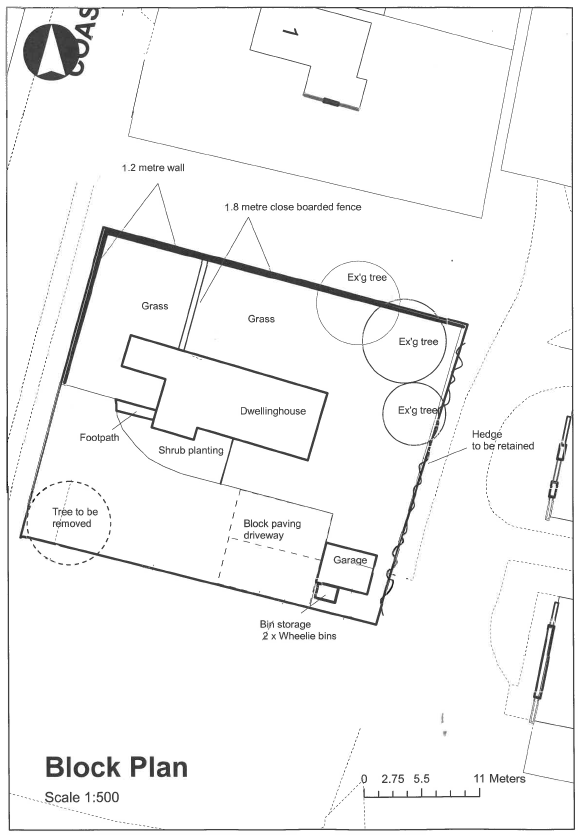 COAS
1
1.2 metre wall
1.8 metre close boarded fence
Ex'g tree
Grass
Grass
Ex'g tree
Ex'g tree
Dwellinghouse
Footpath
Shrub planting
Hedge
to be retained
Tree to be
removed
Block paving
driveway
Garage
Bin storage
2 x Wheelie bins
Block Plan
Scale 1:500
0 2.75 5.5 11 Meters